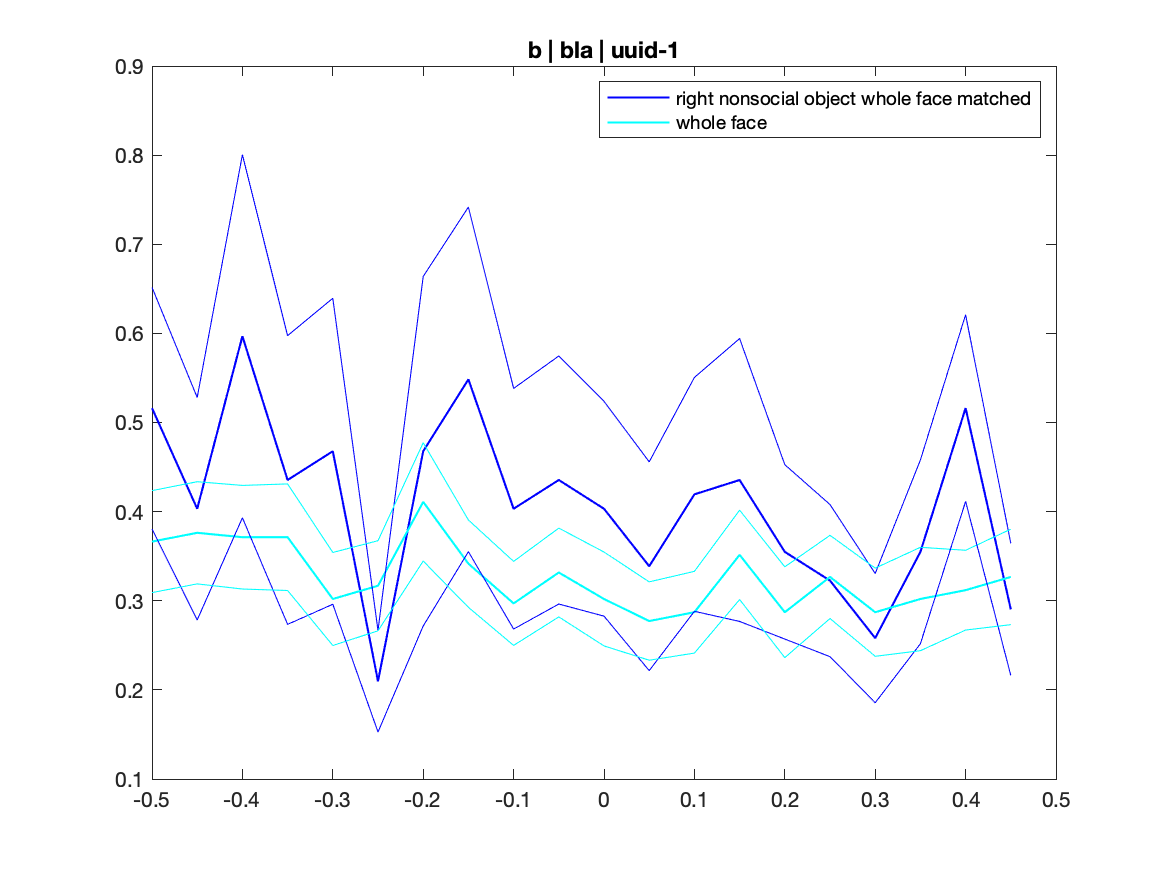 b | bla | uuid-1
right nonsocial object whole face matched
whole face
0.9
0.8
0.7
0.6
0.5
0.4
0.3
0.2
0.1
-0.5 -0.4 -0.3 -0.2 -0.1 0 0.1 0.2 0.3 0.4 0.5